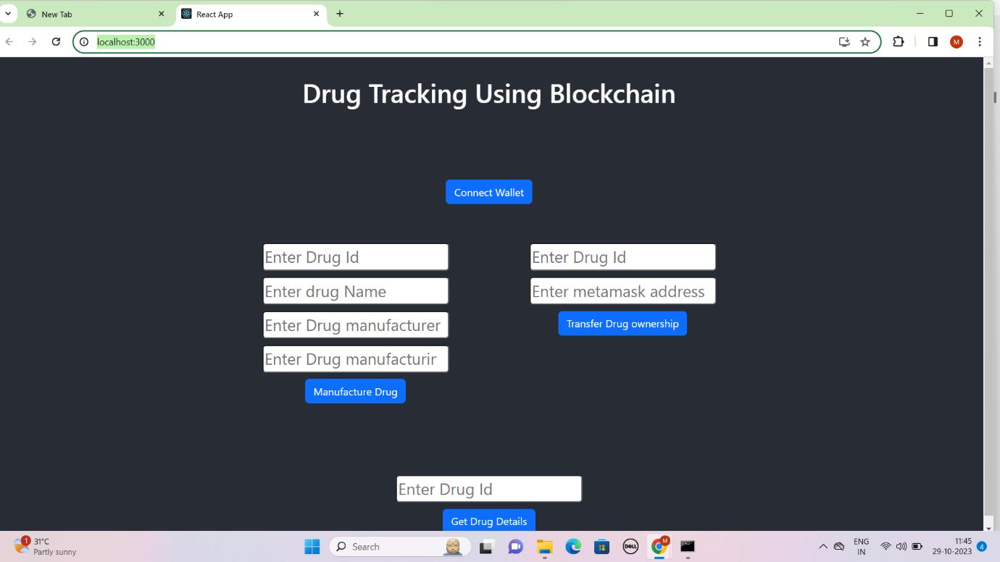 New Tab
React App
localhost:3000
M
Drug Tracking Using Blockchain
Connect Wallet
Enter Drug Id
Enter drug Name
Enter Drug manufacturer
Enter Drug manufacturir
Manufacture Drug
Enter Drug Id
Enter metamask address
Transfer Drug ownership
Enter Drug Id
Get Drug Details
1
31°C
Partly sunny
Search
DELL
M
ENG
IN
11:45
29-10-2023
4